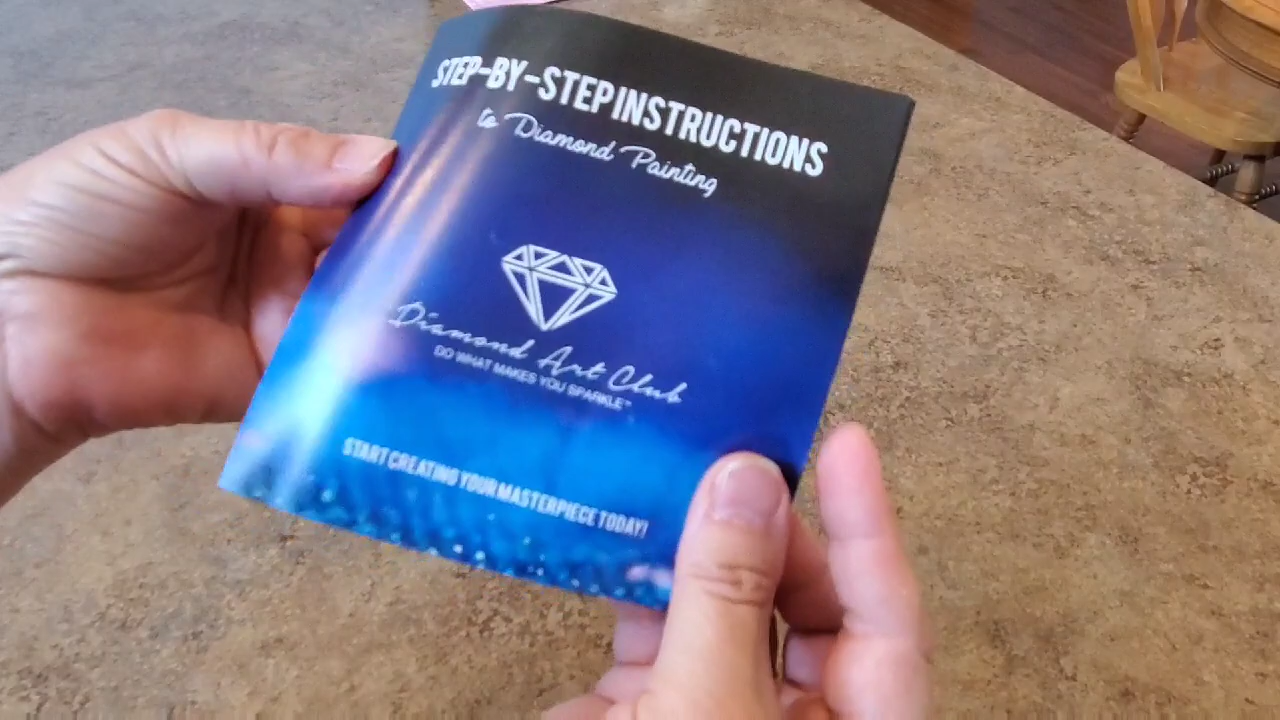 STEP-BY-STEP INSTRUCTIONS
to Diamond Painting
Diamond Art Club
DO WHAT MAKES YOU SPARKLE™
START CREATING YOUR MASTERPIECE TODAY!